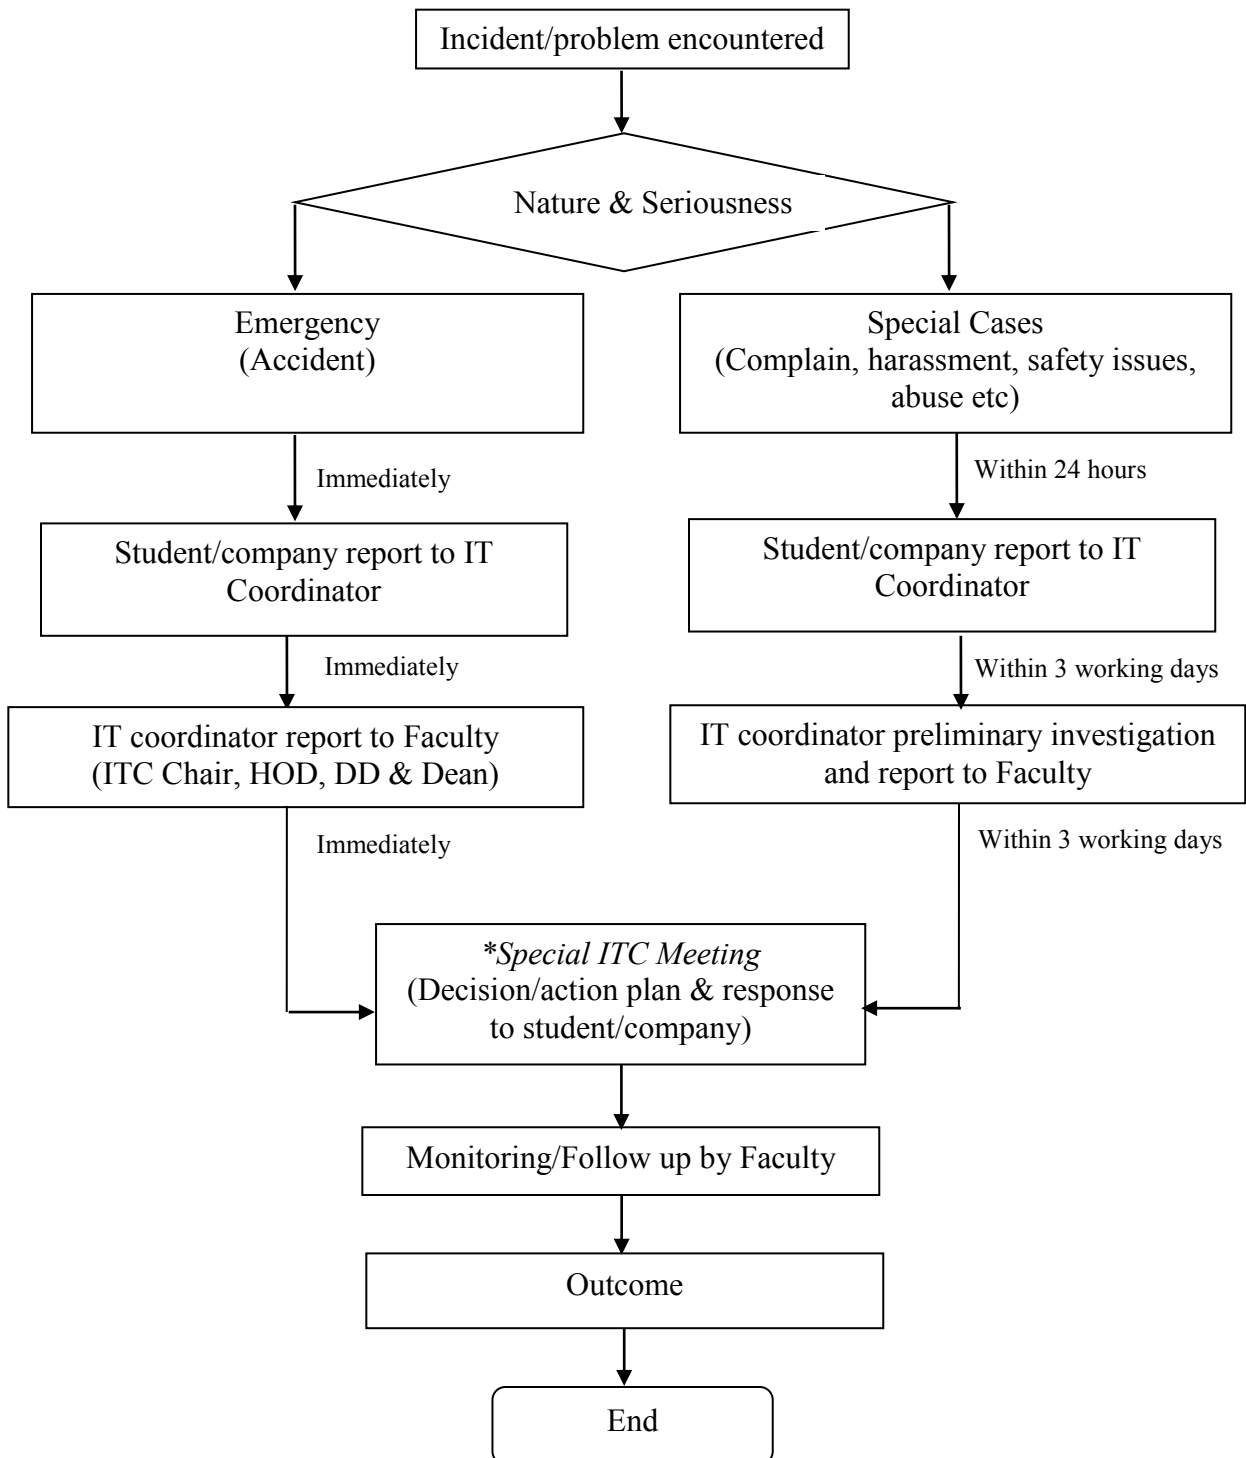 Incident/problem encountered
Nature & Seriousness
Emergency
(Accident)
Special Cases
(Complain, harassment, safety issues,
abuse etc)
Immediately
Within 24 hours
Student/company report to IT
Coordinator
Student/company report to IT
Coordinator
Immediately
Within 3 working days
IT coordinator report to Faculty
(ITC Chair, HOD, DD & Dean)
IT coordinator preliminary investigation
and report to Faculty
Immediately
Within 3 working days
*Special ITC Meeting
(Decision/action plan & response
to student/company)
Monitoring/Follow up by Faculty
Outcome
End